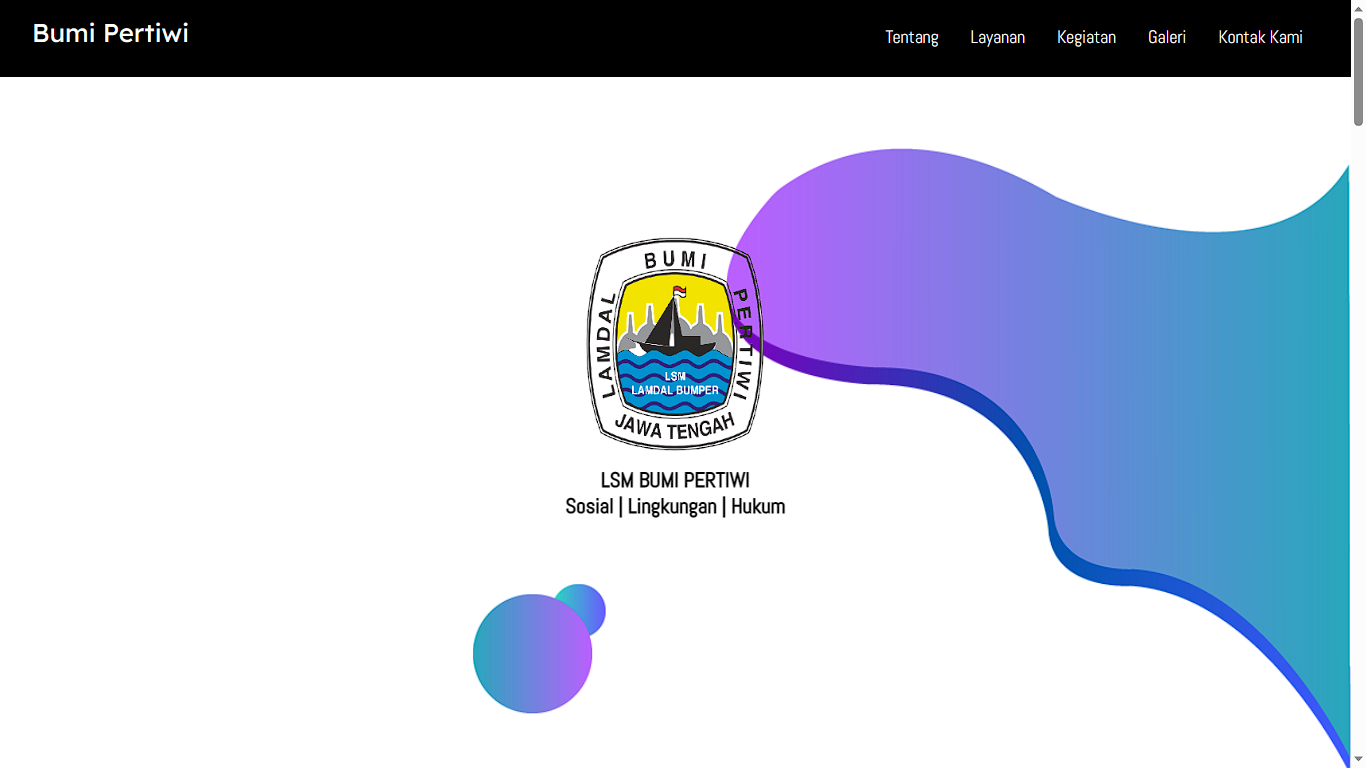 Bumi Pertiwi
Tentang
Layanan
Kegiatan
Galeri
Kontak Kami
BUMI
LAMDAL
PERTIWI
LSM
LAMDAL BUMPER
JAWA TENGAH
LSM BUMI PERTIWI
Sosial | Lingkungan | Hukum